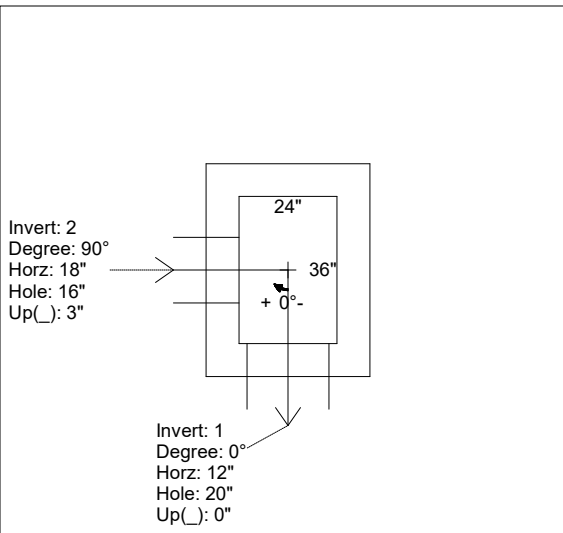 24"
Invert: 2
Degree: 90°
Horz: 18"
Hole: 16"
Up(_): 3"
36"
+ 0°-
Invert: 1
Degree: 0°
Horz: 12"
Hole: 20"
Up(_): 0"